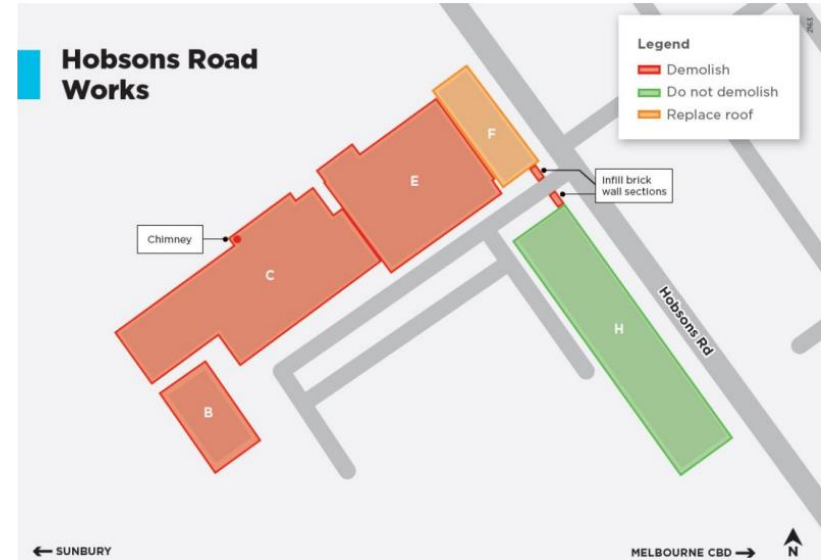 Hobsons Road
Works
Legend
Demolish
Do not demolish
Replace roof
2163
F
E
Infill brick
wall sections
Chimney
C
Hobsons Rd
H
B
← SUNBURY
MELBOURNE CBD →
N